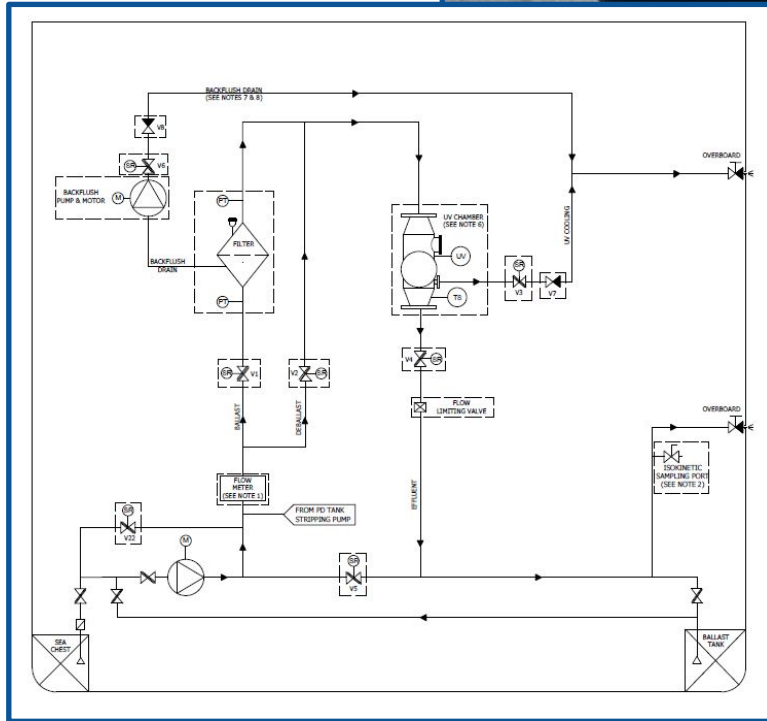 BACKFLUSH DRAIN
(SEE NOTES 7 & 8)
V8
SR
V6
BACKFLUSH
PUMP & MOTOR
M
PT
FILTER
BACKFLUSH
DRAIN
PT
UV CHAMBER
(SEE NOTE 6)
UV
TS
UV COOLING
OVERBOARD
SR
V3
V7
SR
V1
V2
SR
V4
SR
BALLAST
DEBALLAST
FLOW
LIMITING VALVE
OVERBOARD
ISOKINETIC
SAMPLING PORT
(SEE NOTE 2)
FLOW
METER
(SEE NOTE 1)
EFFLUENT
FROM PD TANK
STRIPPING PUMP
SR
V22
M
SR
V5
SEA
CHEST
BALLAST
TANK